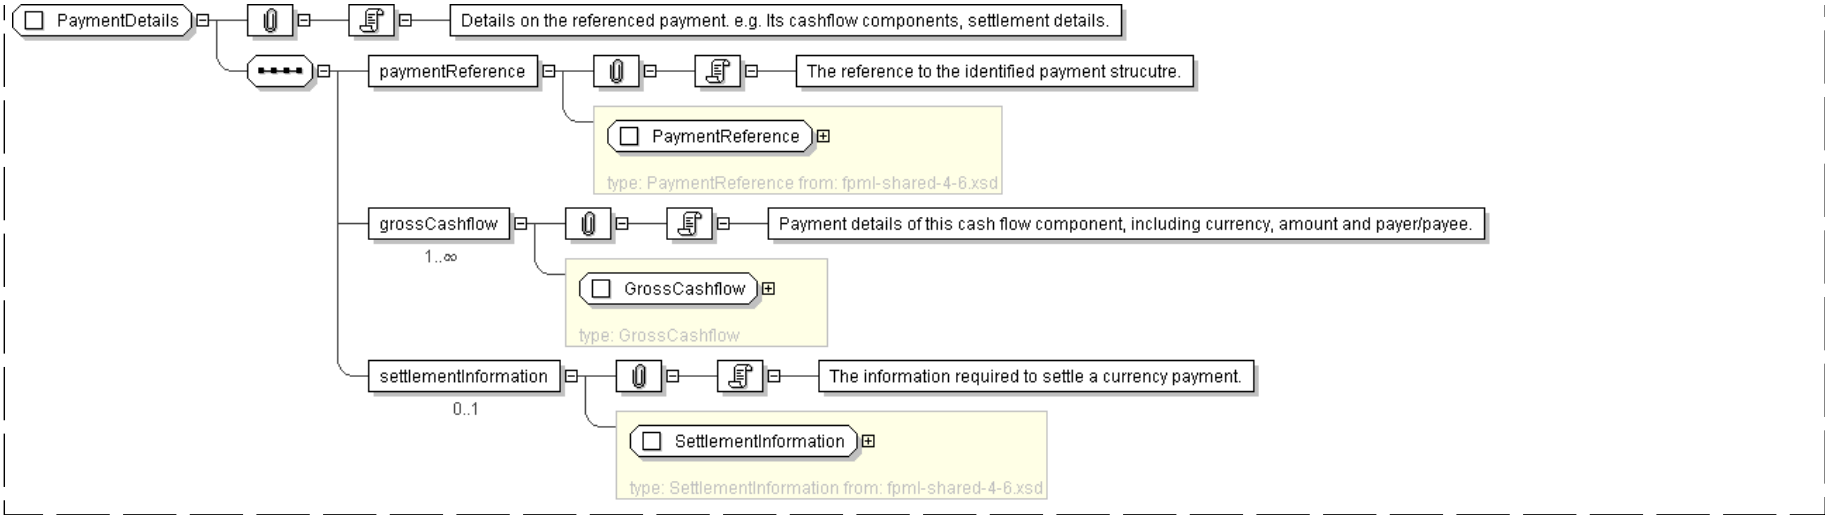 PaymentDetails
Details on the referenced payment. e.g. Its cashflow components, settlement details.
paymentReference
The reference to the identified payment strucutre.
PaymentReference
type: PaymentReference from: fpml-shared-4-6.xsd
grossCashflow
Payment details of this cash flow component, including currency, amount and payer/payee.
1..∞
GrossCashflow
type: GrossCashflow
settlementInformation
The information required to settle a currency payment.
0..1
SettlementInformation
type: SettlementInformation from: fpml-shared-4-6.xsd